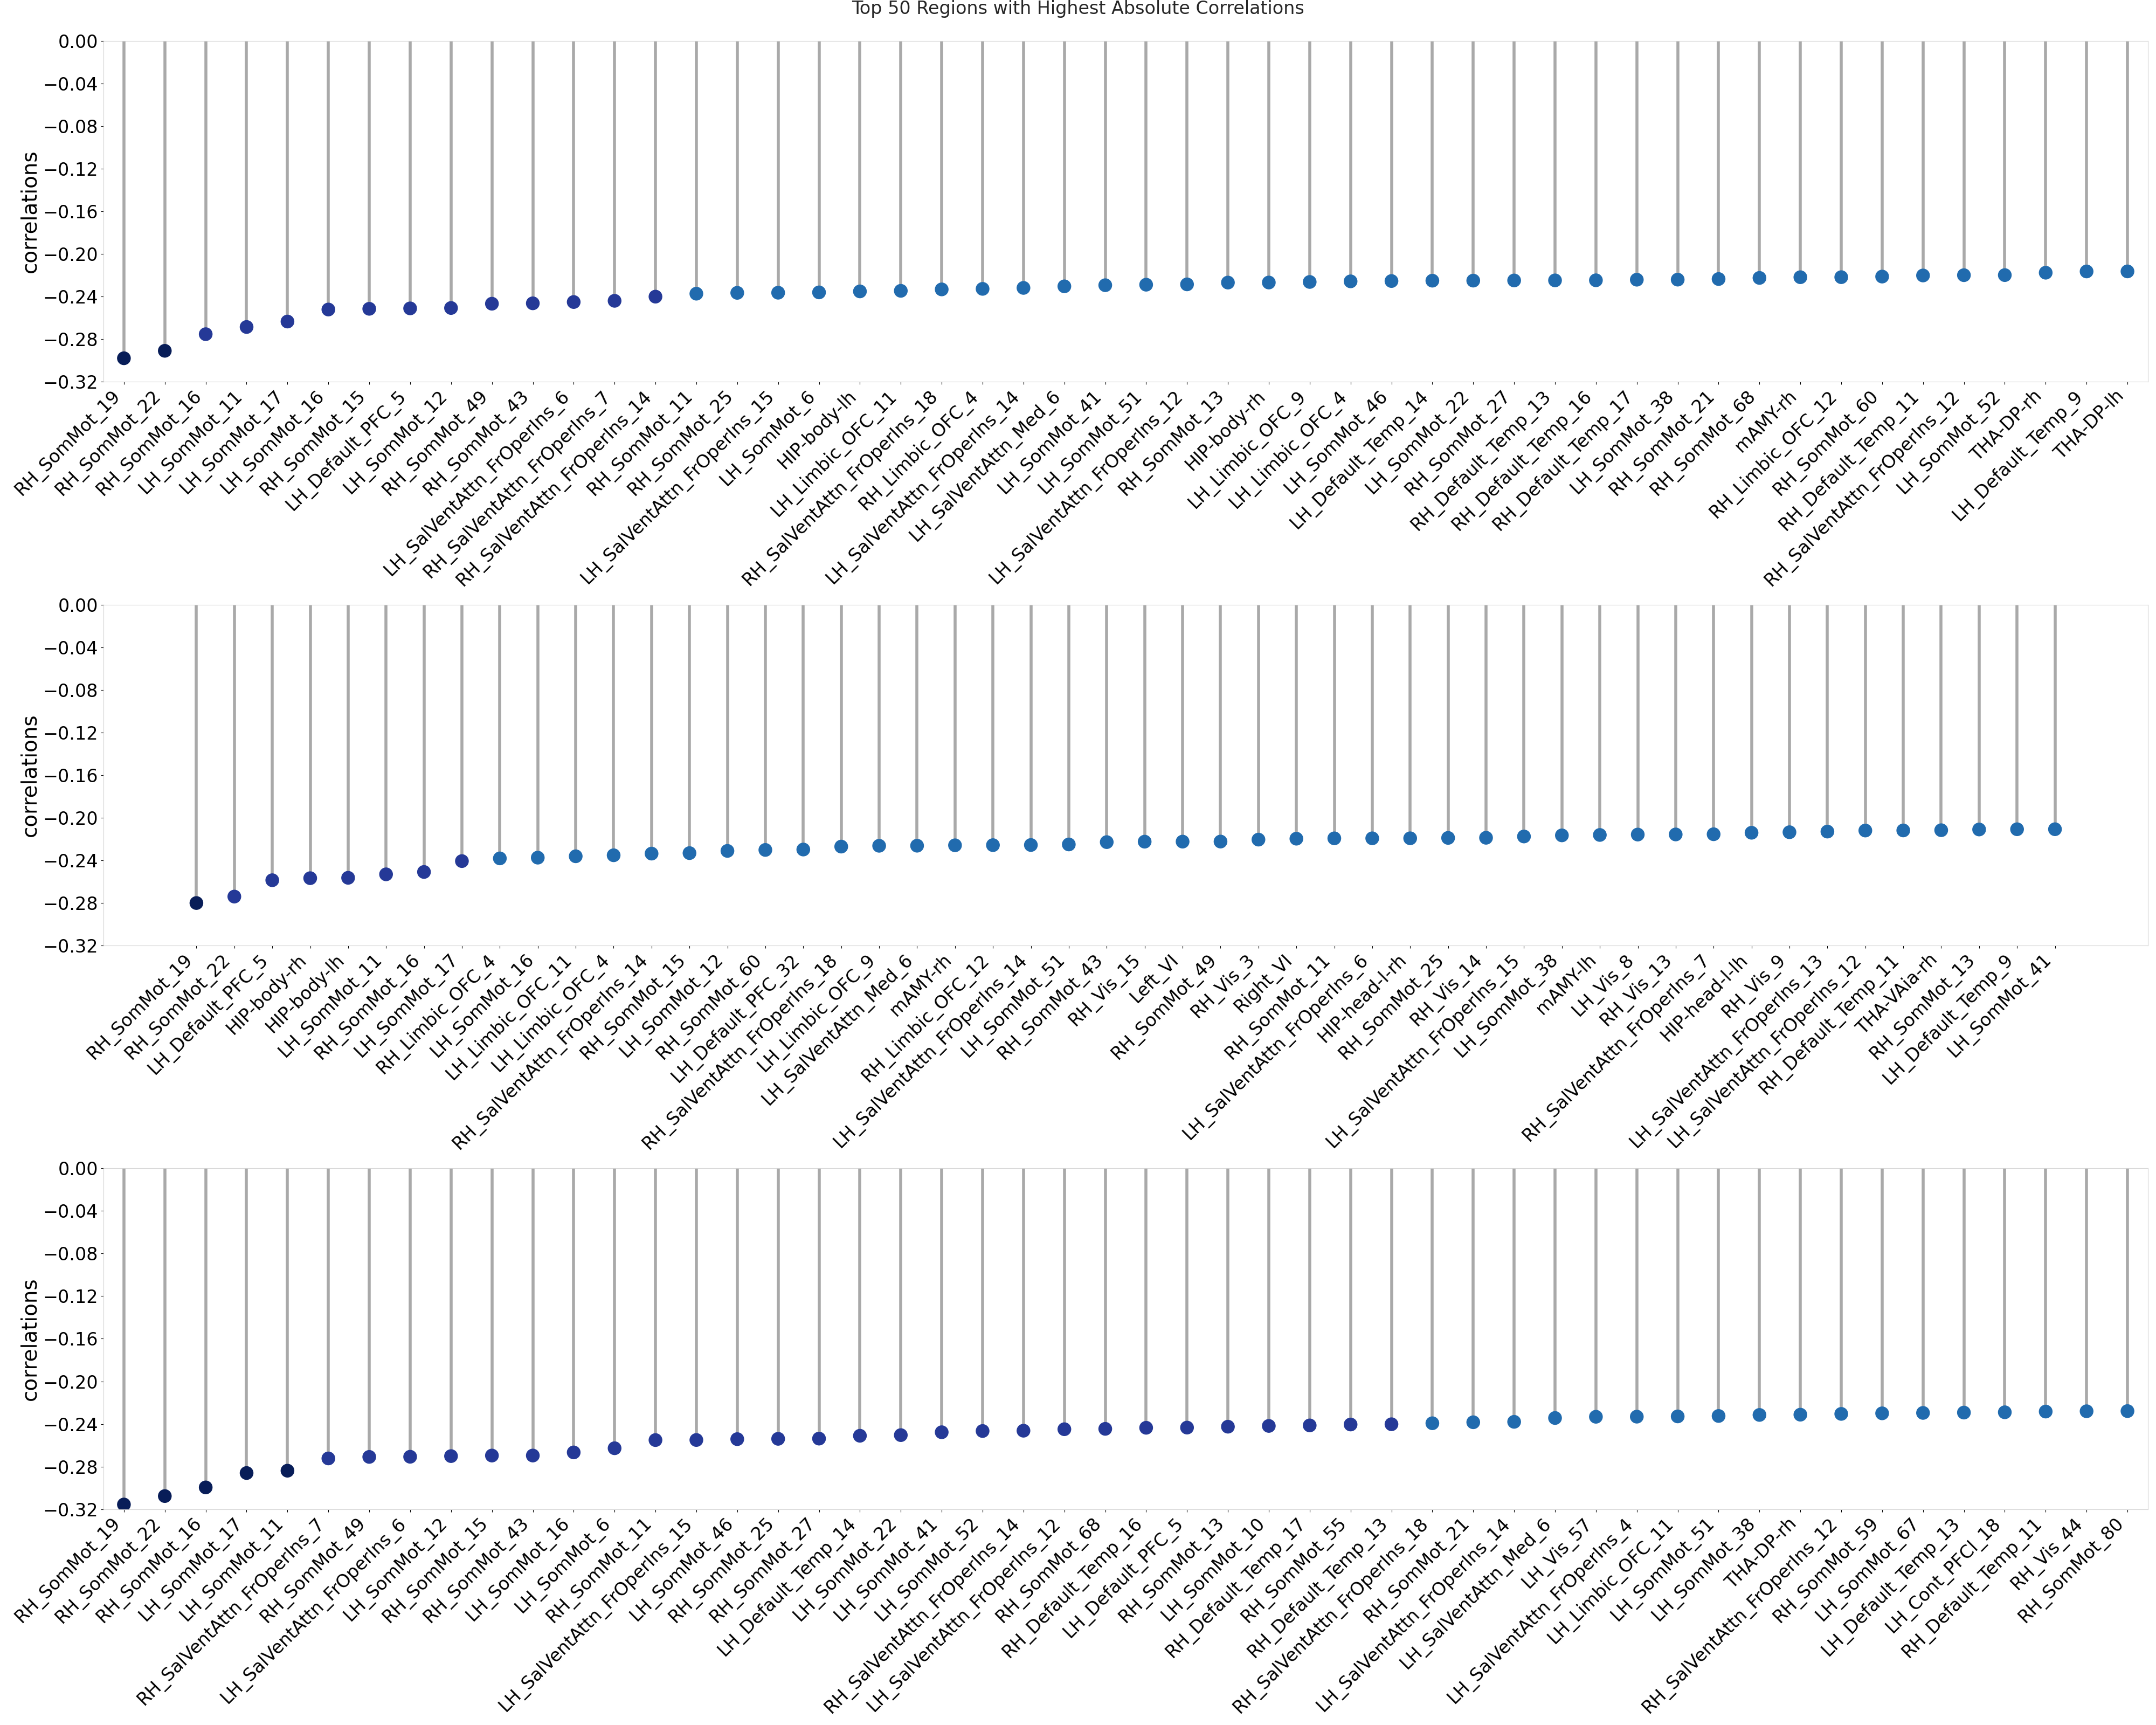 Top 50 Regions with Highest Absolute Correlations
correlations
0.00
−0.04
−0.08
−0.12
−0.16
−0.20
−0.24
−0.28
−0.32
RH_SomMot_19
RH_SomMot_22
RH_SomMot_16
LH_SomMot_11
LH_SomMot_17
LH_SomMot_16
RH_SomMot_15
LH_Default_PFC_5
LH_SomMot_12
RH_SomMot_49
RH_SomMot_43
LH_SalVentAttn_FrOperIns_6
RH_SalVentAttn_FrOperIns_7
RH_SalVentAttn_FrOperIns_14
RH_SomMot_11
RH_SomMot_25
LH_SalVentAttn_FrOperIns_15
LH_SomMot_6
HIP-body-lh
LH_Limbic_OFC_11
RH_SalVentAttn_FrOperIns_18
RH_Limbic_OFC_4
LH_SalVentAttn_FrOperIns_14
LH_SalVentAttn_Med_6
LH_SomMot_41
LH_SomMot_51
LH_SalVentAttn_FrOperIns_12
RH_SomMot_13
HIP-body-rh
LH_Limbic_OFC_9
LH_Limbic_OFC_4
LH_SomMot_46
LH_Default_Temp_14
LH_SomMot_22
RH_SomMot_27
RH_Default_Temp_13
RH_Default_Temp_16
RH_Default_Temp_17
LH_SomMot_38
RH_SomMot_21
RH_SomMot_68
mAMY-rh
RH_Limbic_OFC_12
RH_SomMot_60
RH_Default_Temp_11
RH_SalVentAttn_FrOperIns_12
LH_SomMot_52
THA-DP-rh
LH_Default_Temp_9
THA-DP-lh
correlations
0.00
−0.04
−0.08
−0.12
−0.16
−0.20
−0.24
−0.28
−0.32
RH_SomMot_19
RH_SomMot_22
LH_Default_PFC_5
HIP-body-rh
HIP-body-lh
LH_SomMot_11
RH_SomMot_16
LH_SomMot_17
RH_Limbic_OFC_4
LH_SomMot_16
LH_Limbic_OFC_11
LH_Limbic_OFC_4
RH_SalVentAttn_FrOperIns_14
RH_SomMot_15
LH_SomMot_12
RH_SomMot_60
LH_Default_PFC_32
RH_SalVentAttn_FrOperIns_18
LH_Limbic_OFC_9
LH_SalVentAttn_Med_6
mAMY-rh
RH_Limbic_OFC_12
LH_SalVentAttn_FrOperIns_14
LH_SomMot_51
RH_SomMot_43
RH_Vis_15
Left_VI
RH_SomMot_49
RH_Vis_3
Right_VI
RH_SomMot_11
LH_SalVentAttn_FrOperIns_6
HIP-head-l-rh
RH_SomMot_25
RH_Vis_14
LH_SalVentAttn_FrOperIns_15
LH_SomMot_38
mAMY-lh
LH_Vis_8
RH_Vis_13
RH_SalVentAttn_FrOperIns_7
HIP-head-l-lh
RH_Vis_9
LH_SalVentAttn_FrOperIns_13
LH_SalVentAttn_FrOperIns_12
RH_Default_Temp_11
THA-VAia-rh
RH_SomMot_13
LH_Default_Temp_9
LH_SomMot_41
correlations
0.00
−0.04
−0.08
−0.12
−0.16
−0.20
−0.24
−0.28
−0.32
RH_SomMot_19
RH_SomMot_22
RH_SomMot_16
LH_SomMot_17
LH_SomMot_11
RH_SalVentAttn_FrOperIns_7
RH_SomMot_49
LH_SalVentAttn_FrOperIns_6
LH_SomMot_12
RH_SomMot_15
RH_SomMot_43
LH_SomMot_16
LH_SomMot_6
RH_SomMot_11
LH_SalVentAttn_FrOperIns_15
LH_SomMot_46
RH_SomMot_25
RH_SomMot_27
LH_Default_Temp_14
LH_SomMot_22
LH_SomMot_41
LH_SomMot_52
RH_SalVentAttn_FrOperIns_14
LH_SalVentAttn_FrOperIns_12
RH_SomMot_68
RH_Default_Temp_16
LH_Default_PFC_5
RH_SomMot_13
LH_SomMot_10
RH_Default_Temp_17
RH_SomMot_55
RH_Default_Temp_13
RH_SalVentAttn_FrOperIns_18
RH_SomMot_21
LH_SalVentAttn_FrOperIns_14
LH_SalVentAttn_Med_6
LH_Vis_57
LH_SalVentAttn_FrOperIns_4
LH_Limbic_OFC_11
LH_SomMot_51
LH_SomMot_38
THA-DP-rh
RH_SalVentAttn_FrOperIns_12
RH_SomMot_59
LH_SomMot_67
LH_Default_Temp_13
LH_Cont_PFCl_18
RH_Default_Temp_11
RH_Vis_44
RH_SomMot_80